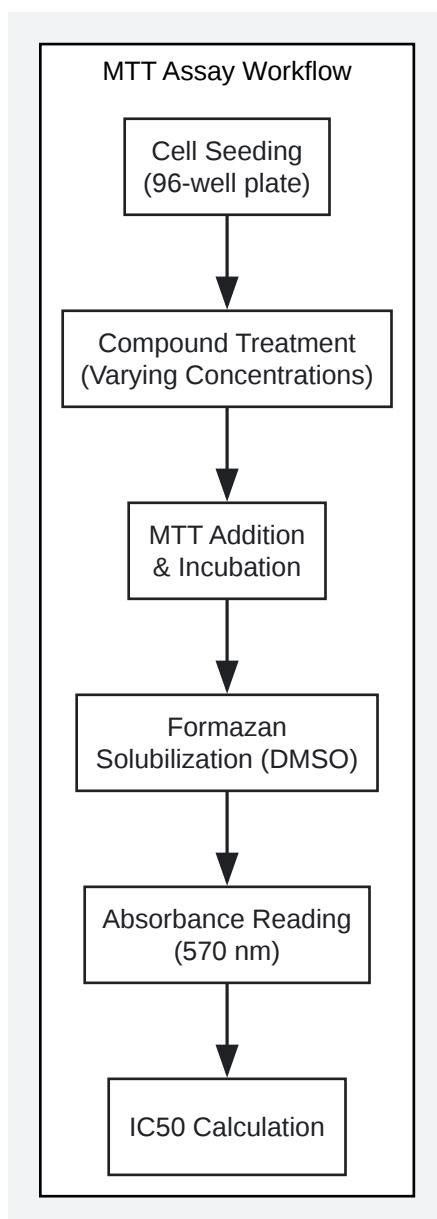 MTT Assay Workflow
Cell Seeding
(96-well plate)
Compound Treatment
(Varying Concentrations)
MTT Addition
& Incubation
Formazan
Solubilization (DMSO)
Absorbance Reading
(570 nm)
IC50 Calculation